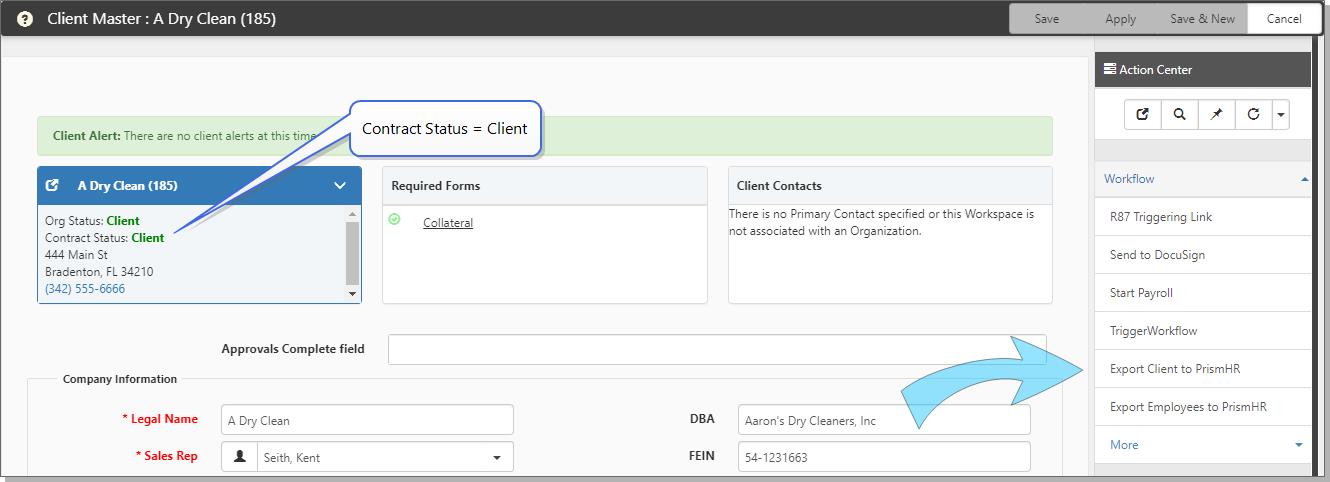 Client Master : A Dry Clean (185)
Save
Apply
Save & New
Cancel
Action Center
Client Alert: There are no client alerts at this time
Contract Status = Client
A Dry Clean (185)
Org Status: Client
Contract Status: Client
444 Main St
Bradenton, FL 34210
(342) 555-6666
Required Forms
Collateral
Client Contacts
There is no Primary Contact specified or this Workspace is
not associated with an Organization.
Approvals Complete field
Company Information
* Legal Name
A Dry Clean
DBA
Aaron's Dry Cleaners, Inc
* Sales Rep
Seith, Kent
FEIN
54-1231663
Workflow
R87 Triggering Link
Send to DocuSign
Start Payroll
TriggerWorkflow
Export Client to PrismHR
Export Employees to PrismHR
More